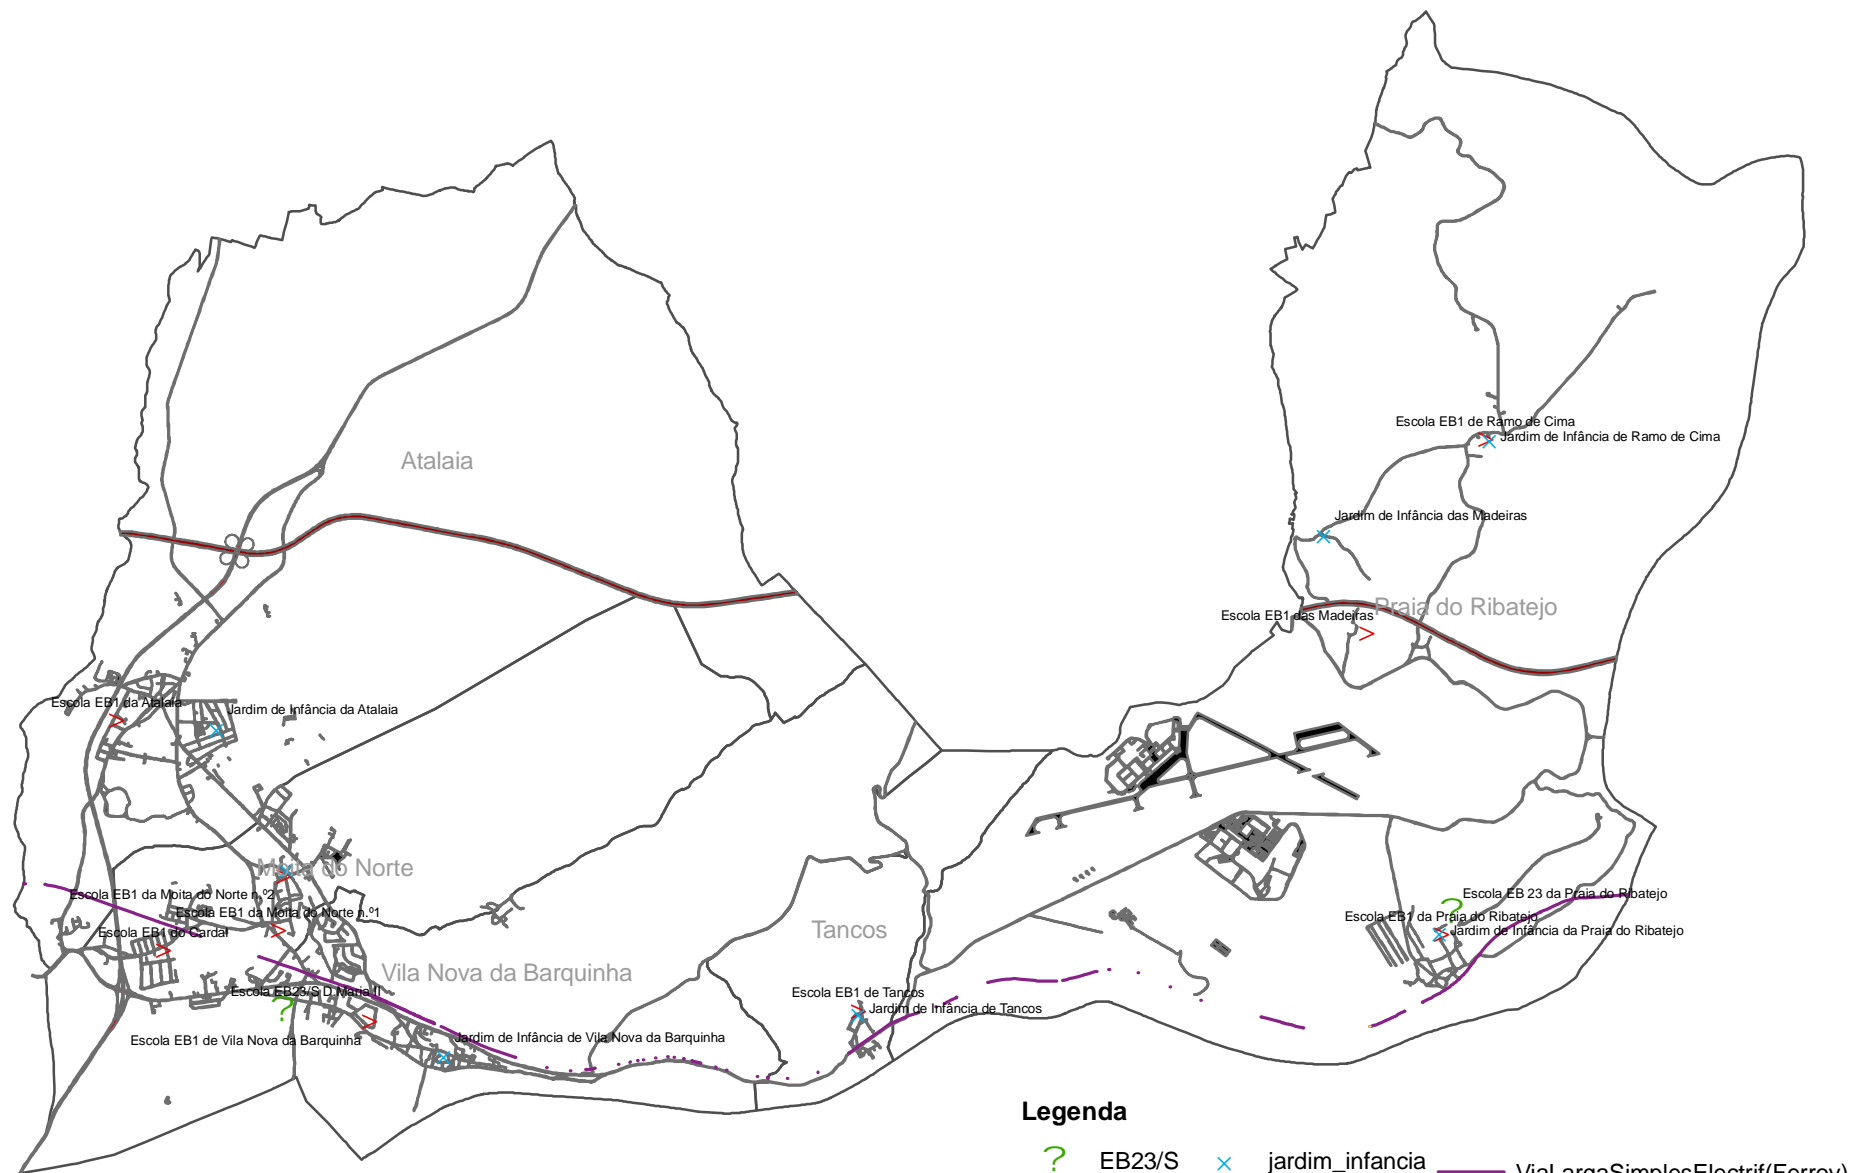 Escola EB1 de Ramo de Cima
Jardim de Infância de Ramo de Cima
Atalaia
Jardim de Infância das Madeiras
Praia do Ribatejo
Escola EB1 das Madeiras
Escola EB1 da Atalaia
Jardim de Infância da Atalaia
Moita do Norte
Escola EB1 da Moita do Norte n.º2
Escola EB 23 da Praia do Ribatejo
Escola EB1 da Moita do Norte n.º1
Escola EB1 da Praia do Ribatejo
Escola EB1 do Cardal
Tancos
Jardim de Infância da Praia do Ribatejo
Vila Nova da Barquinha
Escola EB23/S D.Maria II
Escola EB1 de Tancos
Jardim de Infância de Tancos
Escola EB1 de Vila Nova da Barquinha
Jardim de Infância de Vila Nova da Barquinha
Legenda
? EB23/S × jardim_infancia ViaLargaSimplesElectrif(Ferrov)